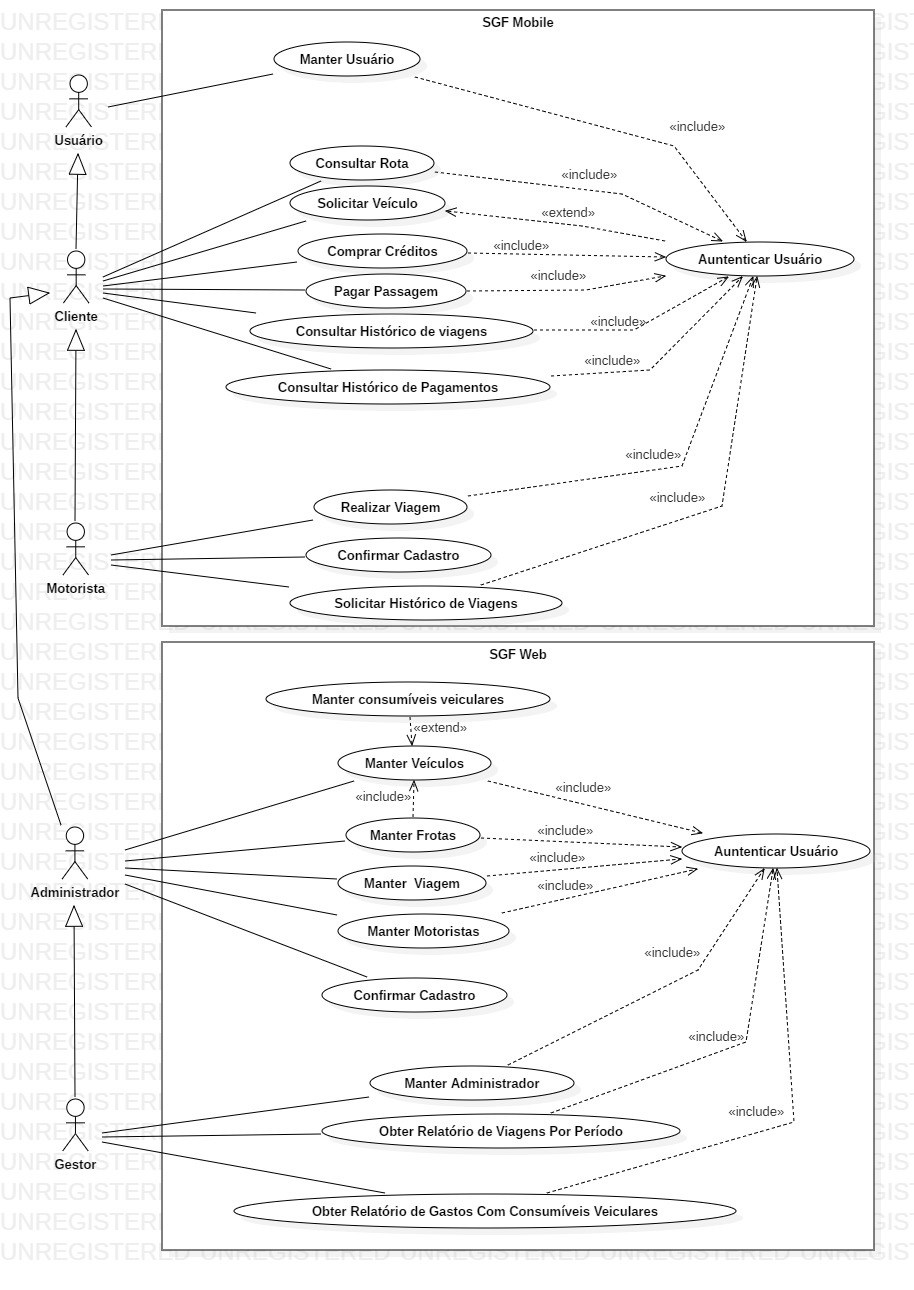 SGF Mobile
Manter Usuário
Usuário
«include»
Consultar Rota
«include»
Solicitar Veículo
«extend»
Comprar Créditos
«include»
Auntenticar Usuário
Pagar Passagem
«include»
Cliente
Consultar Histórico de viagens
«include»
Consultar Histórico de Pagamentos
«include»
«include»
Realizar Viagem
«include»
Confirmar Cadastro
Motorista
Solicitar Histórico de Viagens
SGF Web
Manter consumíveis veiculares
«extend»
Manter Veículos
«include»
«include»
Manter Frotas
«include»
Auntenticar Usuário
«include»
Manter  Viagem
«include»
Administrador
Manter Motoristas
«include»
Confirmar Cadastro
«include»
Manter Administrador
«include»
Obter Relatório de Viagens Por Período
Gestor
Obter Relatório de Gastos Com Consumíveis Veiculares
UNREGISTERED UNREGISTERED UNREGISTERED UNREGISTERED